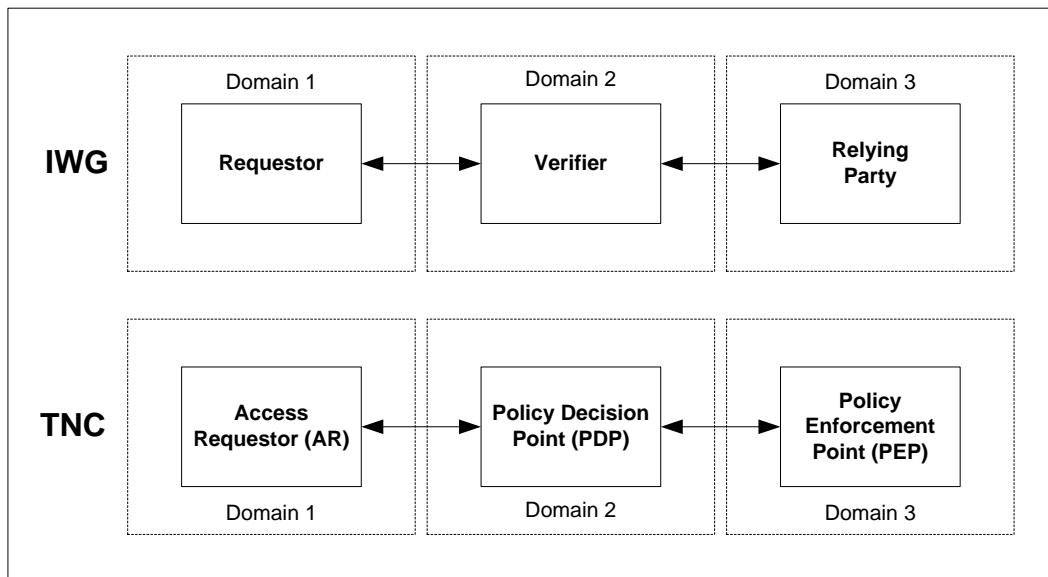 Domain 1
Domain 2
Domain 3
IWG
Requestor
Verifier
Relying
Party
TNC
Access
Requestor (AR)
Policy Decision
Point (PDP)
Policy
Enforcement
Point (PEP)
Domain 1
Domain 2
Domain 3